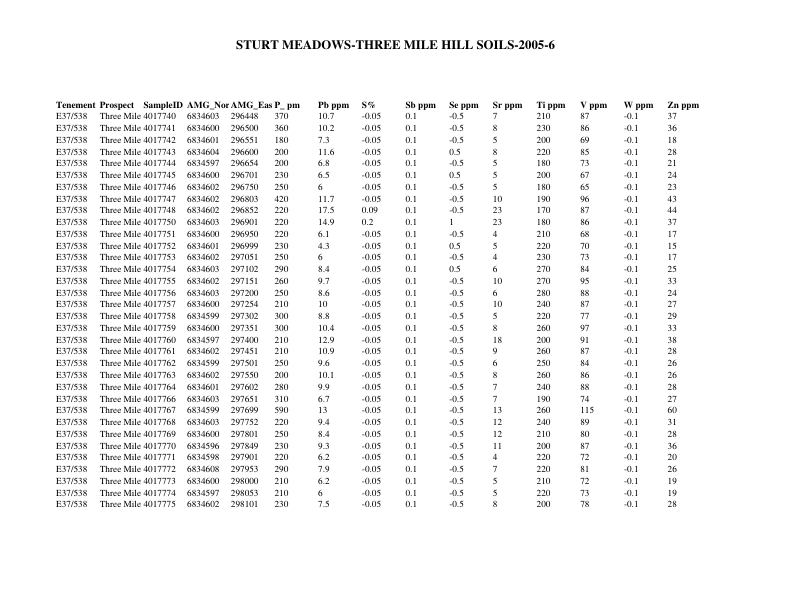 STURT MEADOWS-THREE MILE HILL SOILS-2005-6
Tenement Prospect SampleID AMG_Nor AMG_Eas P_ pm Pb ppm S% Sb ppm Se ppm Sr ppm Ti ppm V ppm W ppm Zn ppm
E37/538 Three Mile 4017740 6834603 296448 370 10.7 -0.05 0.1 -0.5 7 210 87 -0.1 37
E37/538 Three Mile 4017741 6834600 296500 360 10.2 -0.05 0.1 -0.5 8 230 86 -0.1 36
E37/538 Three Mile 4017742 6834601 296551 180 7.3 -0.05 0.1 -0.5 5 200 69 -0.1 18
E37/538 Three Mile 4017743 6834604 296600 200 11.6 -0.05 0.1 0.5 8 220 85 -0.1 28
E37/538 Three Mile 4017744 6834597 296654 200 6.8 -0.05 0.1 -0.5 5 180 73 -0.1 21
E37/538 Three Mile 4017745 6834600 296701 230 6.5 -0.05 0.1 0.5 5 200 67 -0.1 24
E37/538 Three Mile 4017746 6834602 296750 250 6 -0.05 0.1 -0.5 5 180 65 -0.1 23
E37/538 Three Mile 4017747 6834602 296803 420 11.7 -0.05 0.1 -0.5 10 190 96 -0.1 43
E37/538 Three Mile 4017748 6834602 296852 220 17.5 0.09 0.1 -0.5 23 170 87 -0.1 44
E37/538 Three Mile 4017750 6834603 296901 220 14.9 0.2 0.1 1 23 180 86 -0.1 37
E37/538 Three Mile 4017751 6834600 296950 220 6.1 -0.05 0.1 -0.5 4 210 68 -0.1 17
E37/538 Three Mile 4017752 6834601 296999 230 4.3 -0.05 0.1 0.5 5 220 70 -0.1 15
E37/538 Three Mile 4017753 6834602 297051 250 6 -0.05 0.1 -0.5 4 230 73 -0.1 17
E37/538 Three Mile 4017754 6834603 297102 290 8.4 -0.05 0.1 0.5 6 270 84 -0.1 25
E37/538 Three Mile 4017755 6834602 297151 260 9.7 -0.05 0.1 -0.5 10 270 95 -0.1 33
E37/538 Three Mile 4017756 6834603 297200 250 8.6 -0.05 0.1 -0.5 6 280 88 -0.1 24
E37/538 Three Mile 4017757 6834600 297254 210 10 -0.05 0.1 -0.5 10 240 87 -0.1 27
E37/538 Three Mile 4017758 6834599 297302 300 8.8 -0.05 0.1 -0.5 5 220 77 -0.1 29
E37/538 Three Mile 4017759 6834600 297351 300 10.4 -0.05 0.1 -0.5 8 260 97 -0.1 33
E37/538 Three Mile 4017760 6834597 297400 210 12.9 -0.05 0.1 -0.5 18 200 91 -0.1 38
E37/538 Three Mile 4017761 6834602 297451 210 10.9 -0.05 0.1 -0.5 9 260 87 -0.1 28
E37/538 Three Mile 4017762 6834599 297501 250 9.6 -0.05 0.1 -0.5 6 250 84 -0.1 26
E37/538 Three Mile 4017763 6834602 297550 200 10.1 -0.05 0.1 -0.5 8 260 86 -0.1 26
E37/538 Three Mile 4017764 6834601 297602 280 9.9 -0.05 0.1 -0.5 7 240 88 -0.1 28
E37/538 Three Mile 4017766 6834603 297651 310 6.7 -0.05 0.1 -0.5 7 190 74 -0.1 27
E37/538 Three Mile 4017767 6834599 297699 590 13 -0.05 0.1 -0.5 13 260 115 -0.1 60
E37/538 Three Mile 4017768 6834603 297752 220 9.4 -0.05 0.1 -0.5 12 240 89 -0.1 31
E37/538 Three Mile 4017769 6834600 297801 250 8.4 -0.05 0.1 -0.5 12 210 80 -0.1 28
E37/538 Three Mile 4017770 6834596 297849 230 9.3 -0.05 0.1 -0.5 11 200 87 -0.1 36
E37/538 Three Mile 4017771 6834598 297901 220 6.2 -0.05 0.1 -0.5 4 220 72 -0.1 20
E37/538 Three Mile 4017772 6834608 297953 290 7.9 -0.05 0.1 -0.5 7 220 81 -0.1 26
E37/538 Three Mile 4017773 6834600 298000 210 6.2 -0.05 0.1 -0.5 5 210 72 -0.1 19
E37/538 Three Mile 4017774 6834597 298053 210 6 -0.05 0.1 -0.5 5 220 73 -0.1 19
E37/538 Three Mile 4017775 6834602 298101 230 7.5 -0.05 0.1 -0.5 8 200 78 -0.1 28